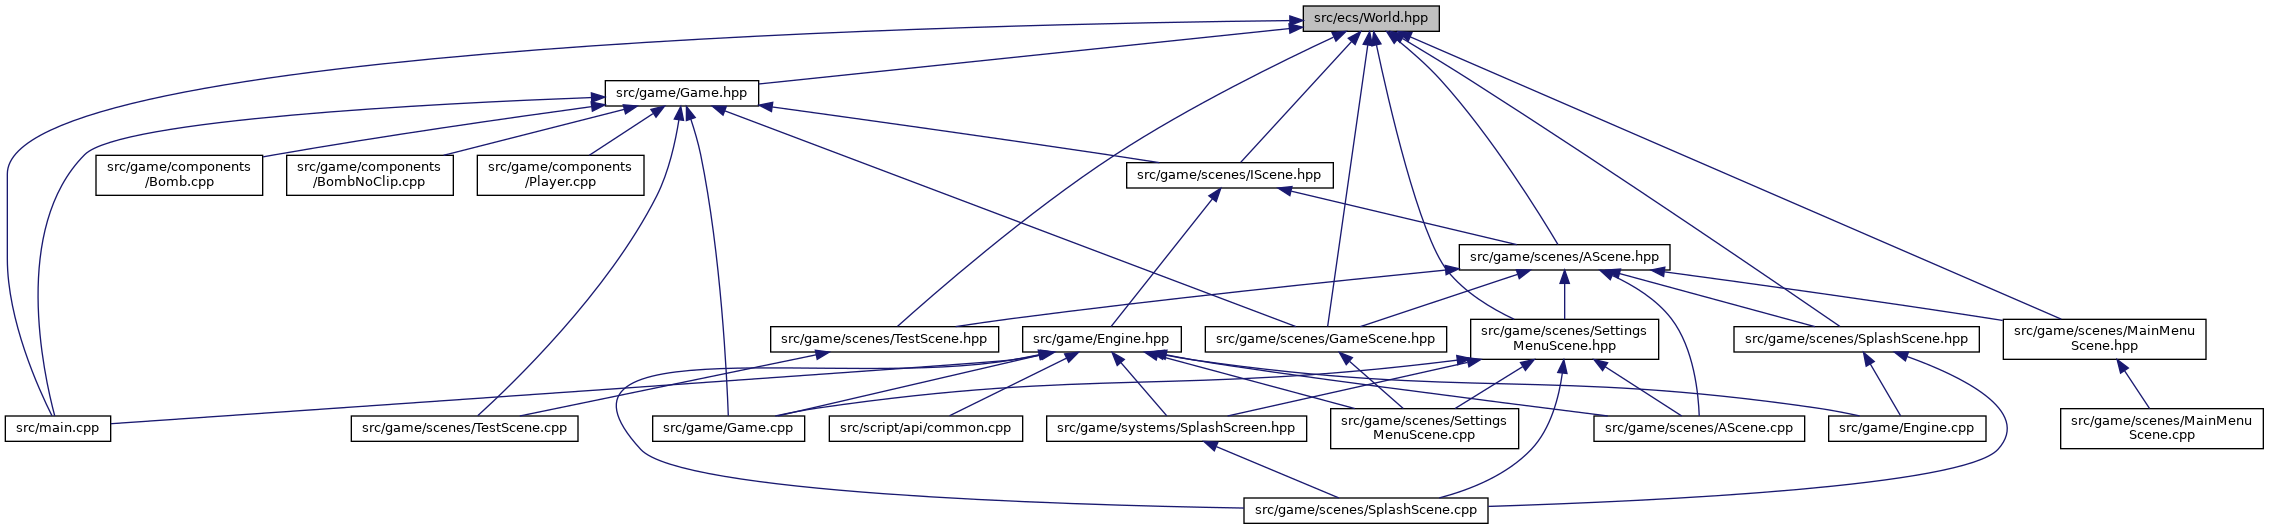 src/ecs/World.hpp
src/game/Game.hpp
src/game/components
/Bomb.cpp
src/game/components
/BombNoClip.cpp
src/game/components
/Player.cpp
src/game/scenes/IScene.hpp
src/game/scenes/AScene.hpp
src/game/scenes/TestScene.hpp
src/game/Engine.hpp
src/game/scenes/GameScene.hpp
src/game/scenes/Settings
MenuScene.hpp
src/game/scenes/SplashScene.hpp
src/game/scenes/MainMenu
Scene.hpp
src/main.cpp
src/game/scenes/TestScene.cpp
src/game/Game.cpp
src/script/api/common.cpp
src/game/systems/SplashScreen.hpp
src/game/scenes/Settings
MenuScene.cpp
src/game/scenes/AScene.cpp
src/game/Engine.cpp
src/game/scenes/MainMenu
Scene.cpp
src/game/scenes/SplashScene.cpp